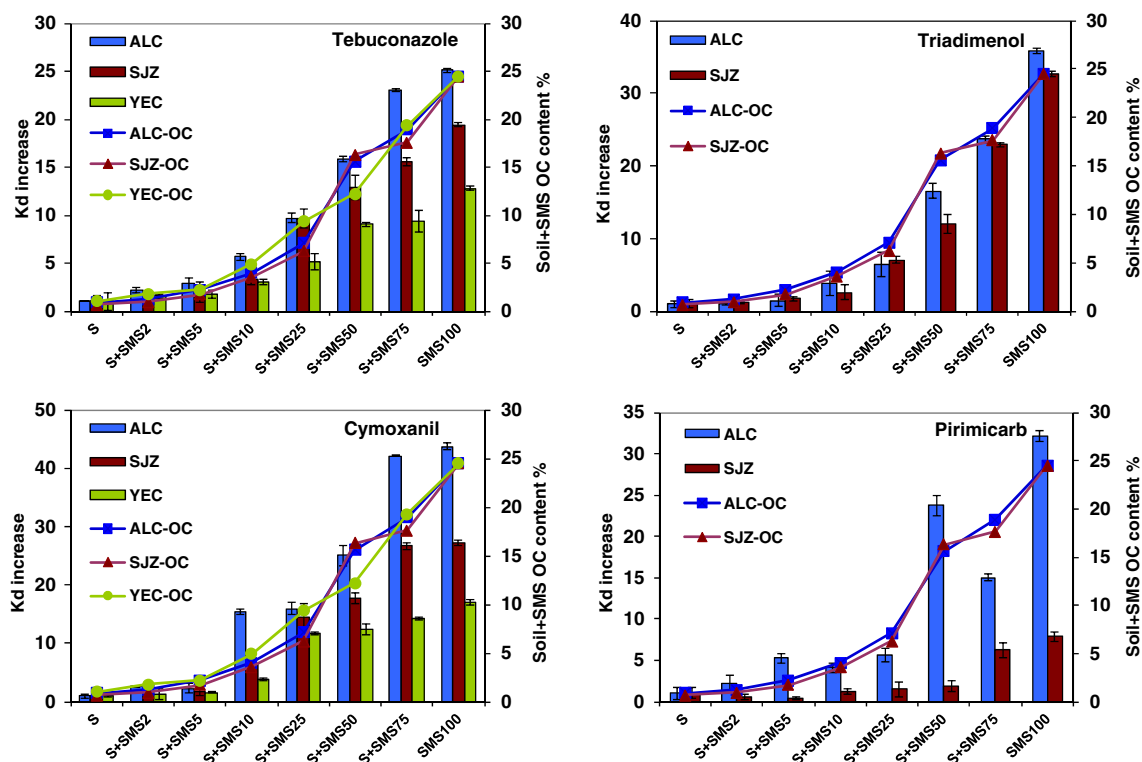 Tebuconazole
Kd increase
Soil+SMS OC content %
30
25
20
15
10
5
0
ALC
SJZ
YEC
ALC-OC
SJZ-OC
YEC-OC
30
25
20
15
10
5
0
S
S+SMS2
S+SMS5
S+SMS10
S+SMS25
S+SMS50
S+SMS75
SMS100
Triadimenol
Kd increase
Soil+SMS OC content %
40
30
20
10
0
ALC
SJZ
ALC-OC
SJZ-OC
30
25
20
15
10
5
0
S
S+SMS2
S+SMS5
S+SMS10
S+SMS25
S+SMS50
S+SMS75
SMS100
Cymoxanil
Kd increase
Soil+SMS OC content %
50
40
30
20
10
0
ALC
SJZ
YEC
ALC-OC
SJZ-OC
YEC-OC
30
25
20
15
10
5
0
S
S+SMS2
S+SMS5
S+SMS10
S+SMS25
S+SMS50
S+SMS75
SMS100
Pirimicarb
Kd increase
Soil+SMS OC content %
35
30
25
20
15
10
5
0
ALC
SJZ
ALC-OC
SJZ-OC
30
25
20
15
10
5
0
S
S+SMS2
S+SMS5
S+SMS10
S+SMS25
S+SMS50
S+SMS75
SMS100